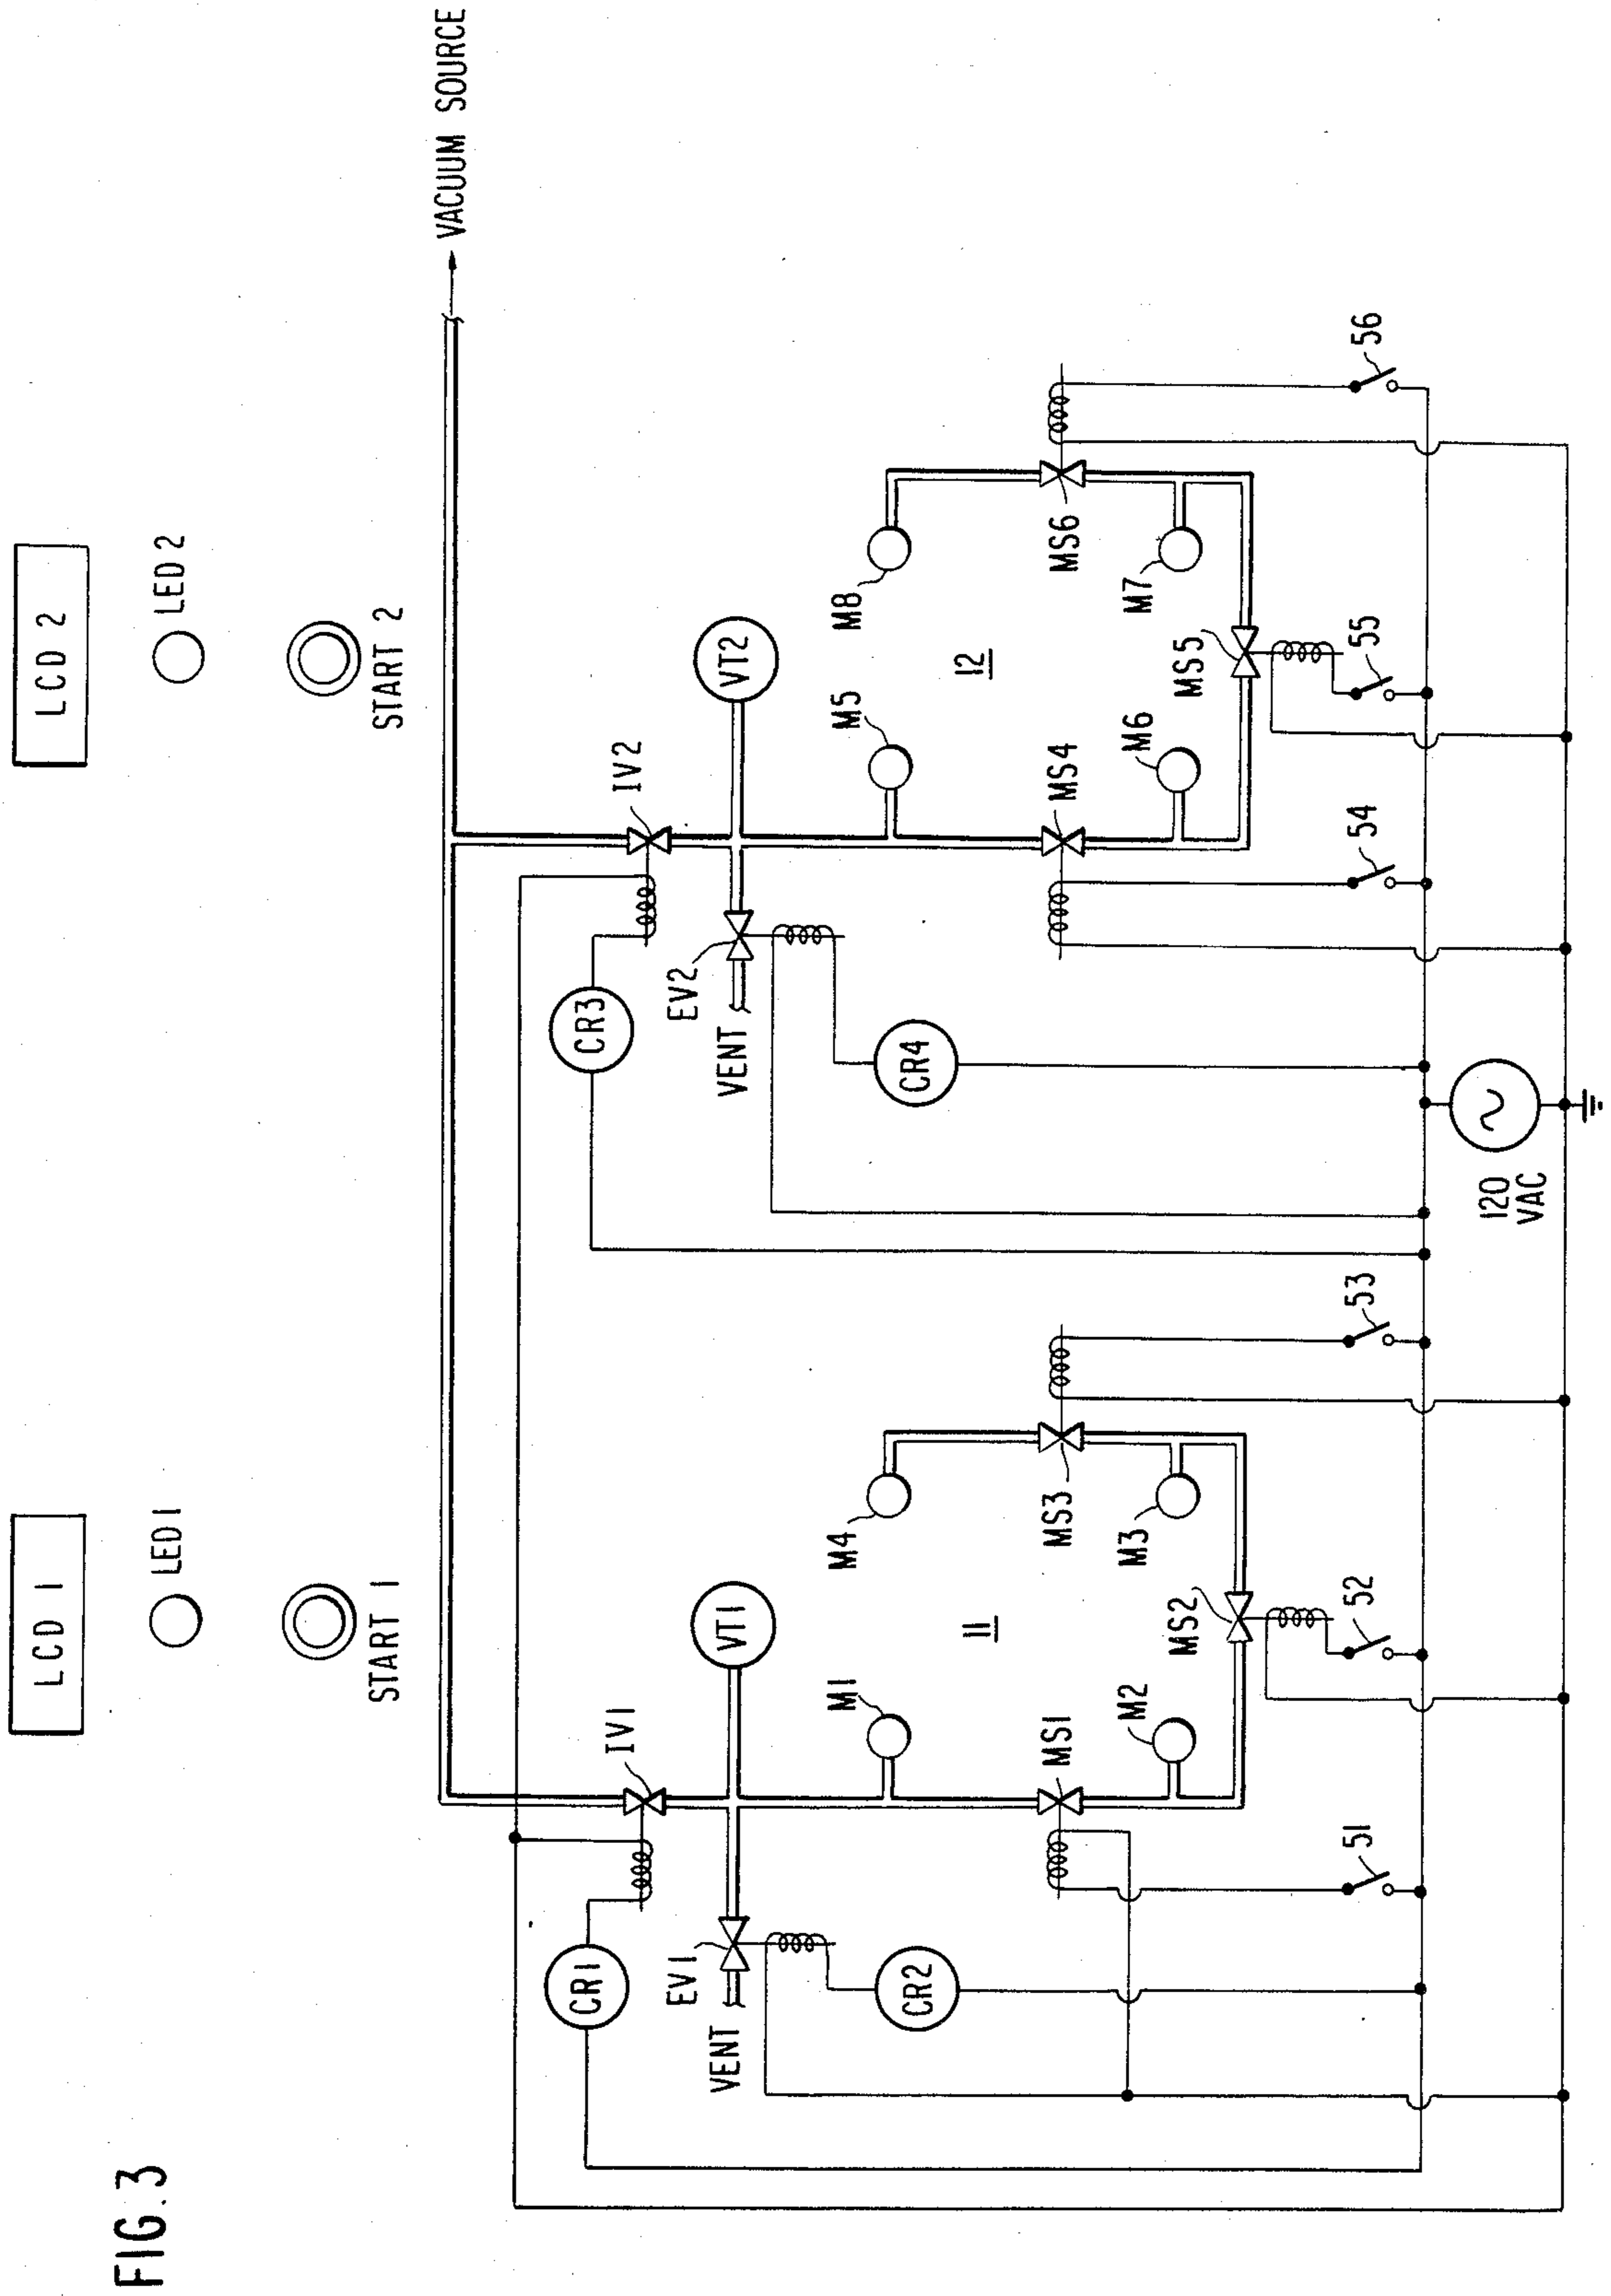 FIG.3
LCD 1
LED1
START 1
LCD 2
LED 2
START 2
VACUUM SOURCE
CR1
IV1
EV1
VENT
VT1
CR2
M1
M4
11
MS1
MS3
M2
M3
MS2
51
52
53
CR3
IV2
EV2
VENT
VT2
CR4
M5
M8
12
MS4
MS6
M6
M7
MS5
54
55
56
120
VAC